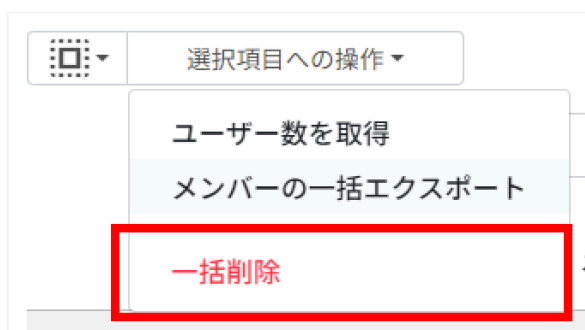 選択項目への操作
ユーザー数を取得
メンバーの一括エクスポート
一括削除